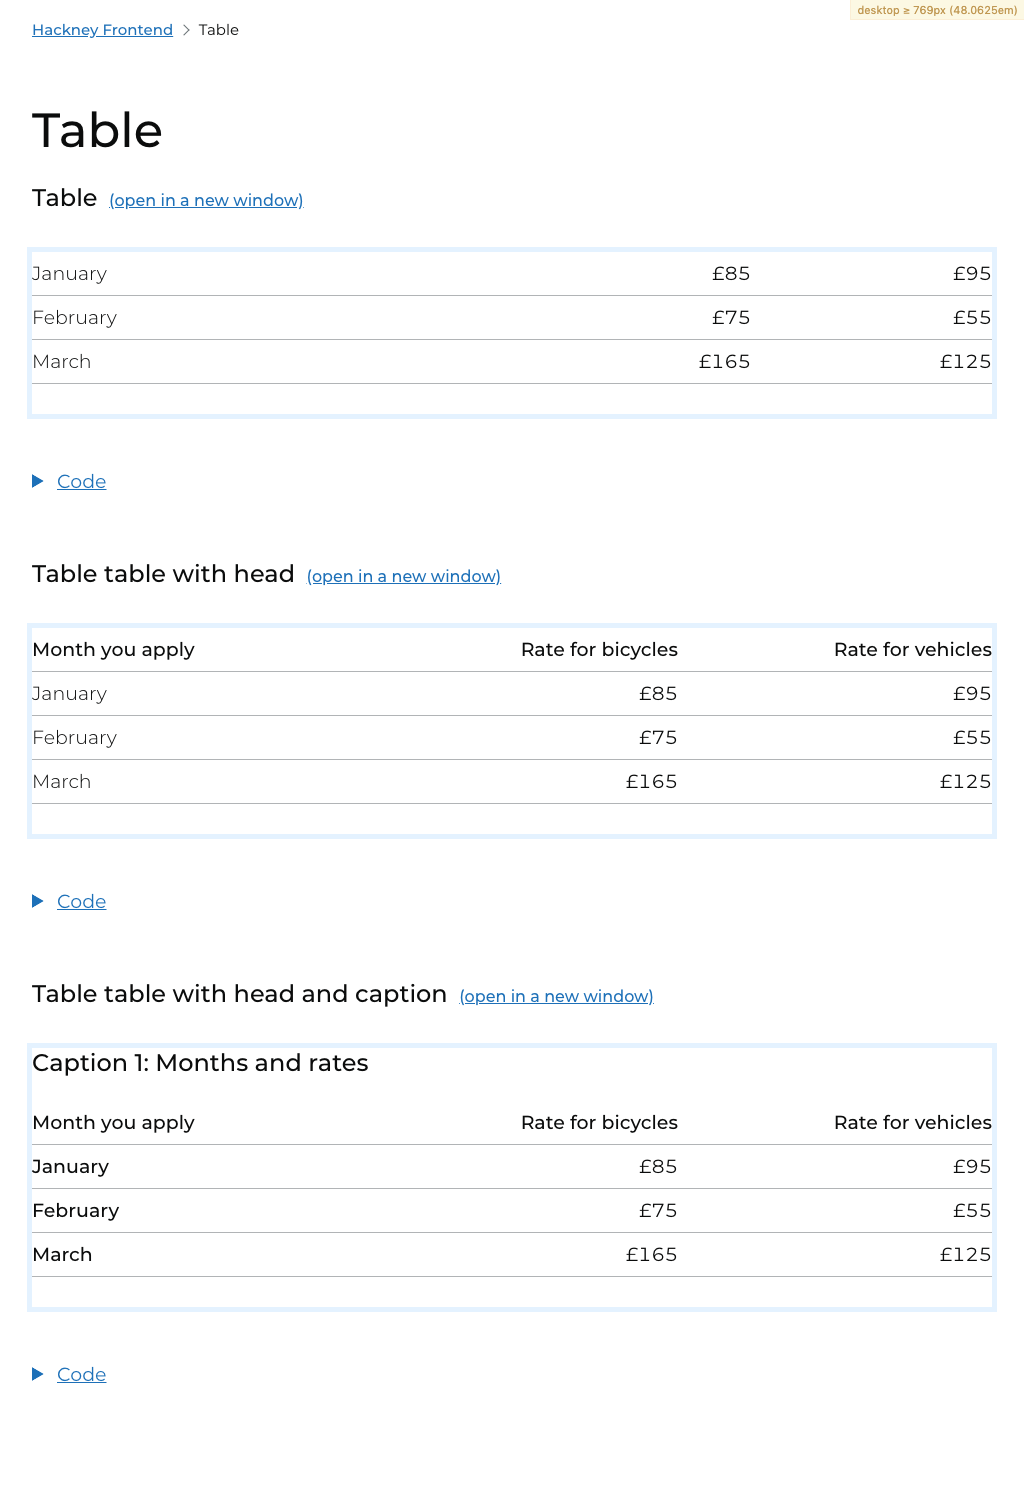 desktop ≥ 769px (48.0625em)
Hackney Frontend Table
Table
Table (open in a new window)
January £85 £95
February £75 £55
March £165 £125
Code
Table table with head (open in a new window)
Month you apply Rate for bicycles Rate for vehicles
January £85 £95
February £75 £55
March £165 £125
Code
Table table with head and caption (open in a new window)
Caption 1: Months and rates
Month you apply Rate for bicycles Rate for vehicles
January £85 £95
February £75 £55
March £165 £125
Code